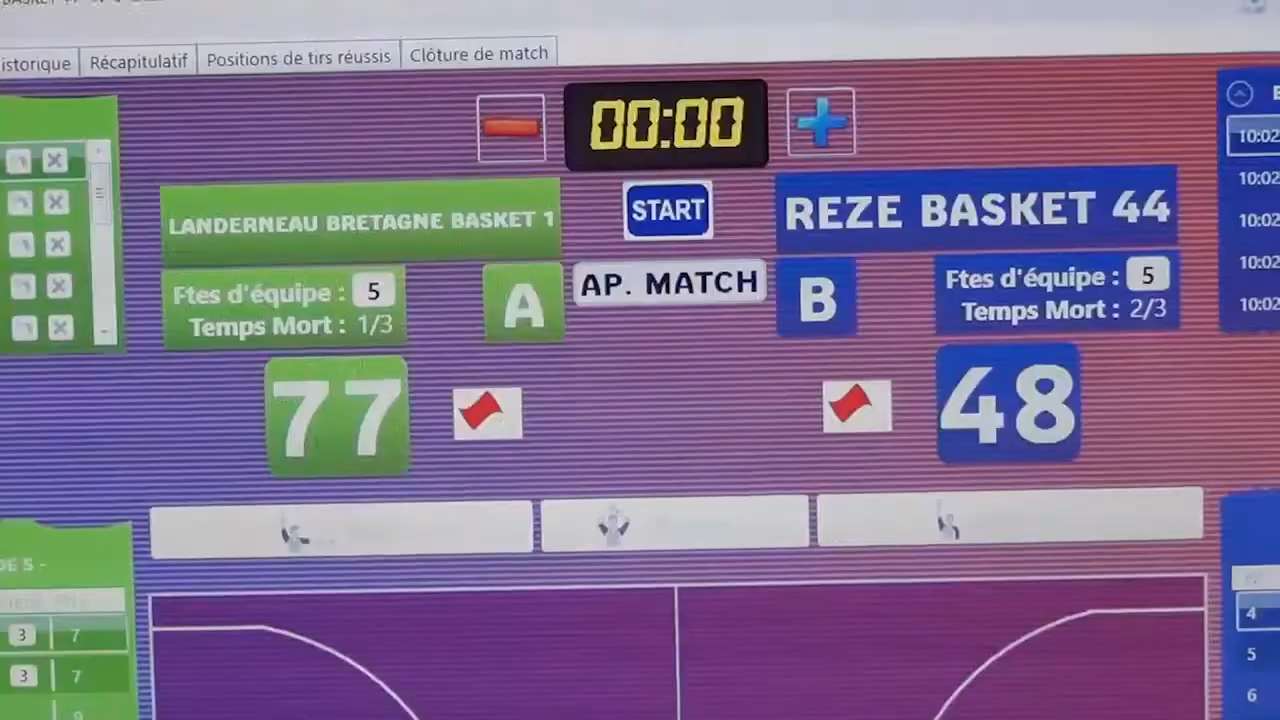 istorique
Récapitulatif
Positions de tirs réussis
Clôture de match
00:00
LANDERNEAU BRETAGNE BASKET 1
START
REZE BASKET 44
Ftes d'équipe : 5
Temps Mort : 1/3
A
AP. MATCH
B
Ftes d'équipe : 5
Temps Mort : 2/3
77
48
10:02
10:02
10:02
10:02
10:02
DE 5 -
3 7
3 7
4
5
6